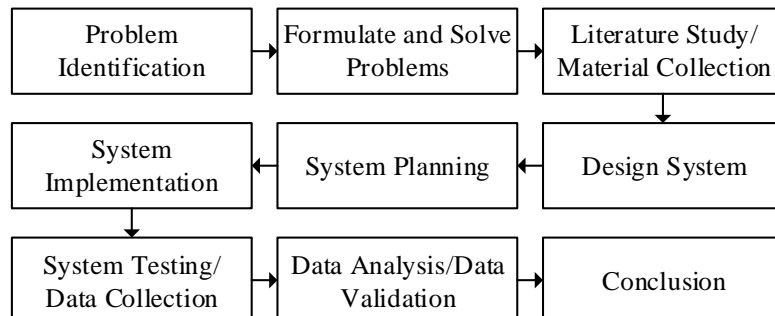 Problem
Identification
Formulate and Solve
Problems
Literature Study/
Material Collection
System
Implementation
System Planning
Design System
System Testing/
Data Collection
Data Analysis/Data
Validation
Conclusion